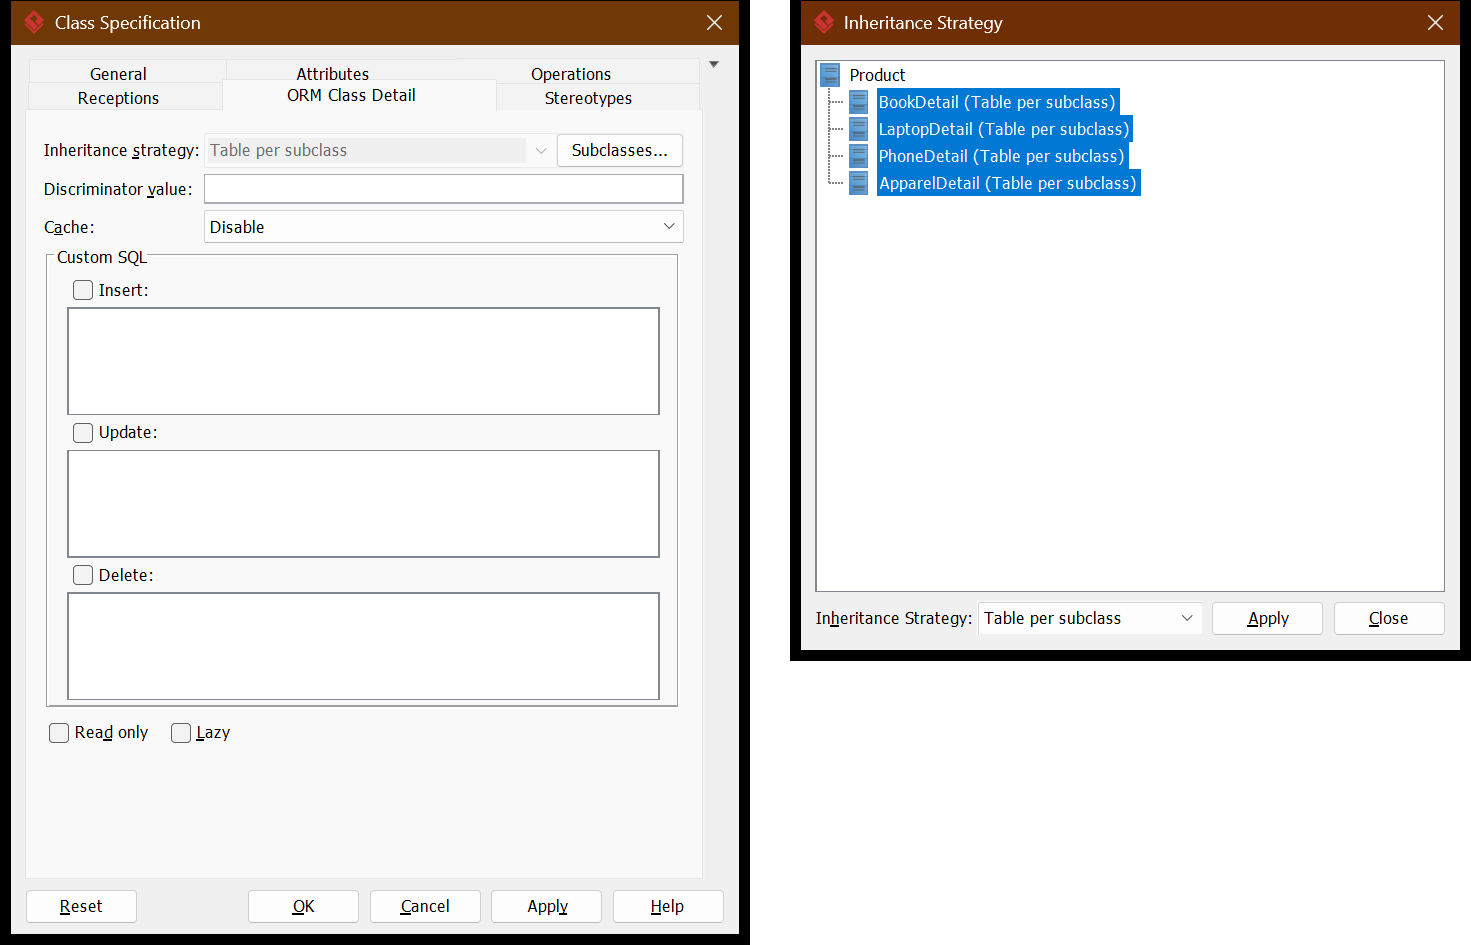 Class Specification
General
Attributes
Operations
Receptions
ORM Class Detail
Stereotypes
Inheritance strategy: Table per subclass Subclasses...
Discriminator value:
Cache: Disable
Custom SQL
Insert:
Update:
Delete:
Read only Lazy
Reset OK Cancel Apply Help
Inheritance Strategy
Product
BookDetail (Table per subclass)
LaptopDetail (Table per subclass)
PhoneDetail (Table per subclass)
ApparelDetail (Table per subclass)
Inheritance Strategy: Table per subclass Apply Close